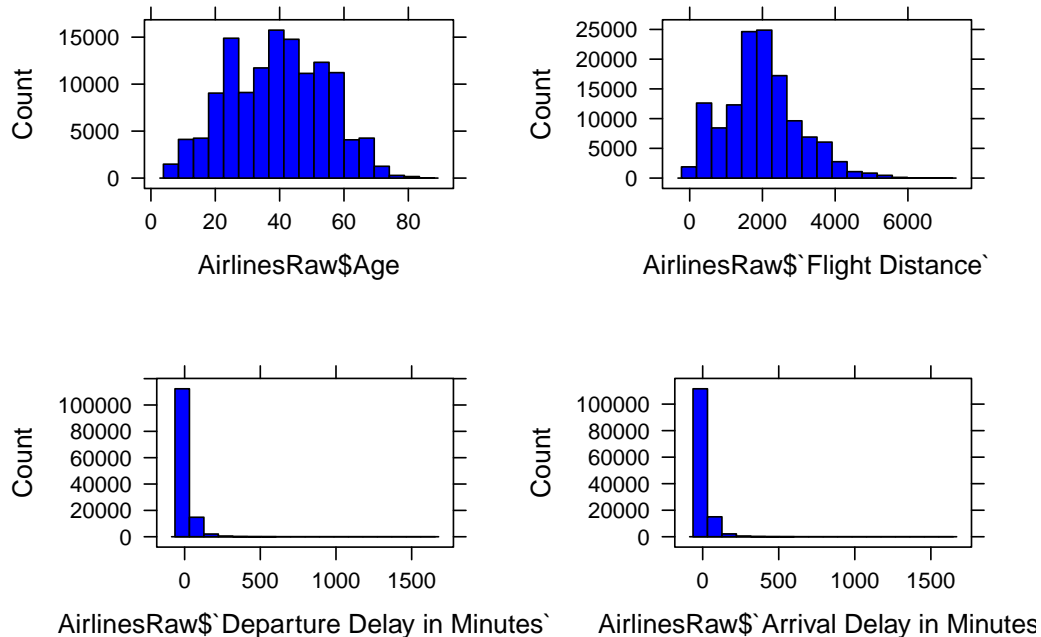 15000
10000
5000
0
Count
0 20 40 60 80
AirlinesRaw$Age
25000
20000
15000
10000
5000
0
Count
0 2000 4000 6000
AirlinesRaw$`Flight Distance`
100000
80000
60000
40000
20000
0
Count
0 500 1000 1500
AirlinesRaw$`Departure Delay in Minutes`
100000
80000
60000
40000
20000
0
Count
0 500 1000 1500
AirlinesRaw$`Arrival Delay in Minutes